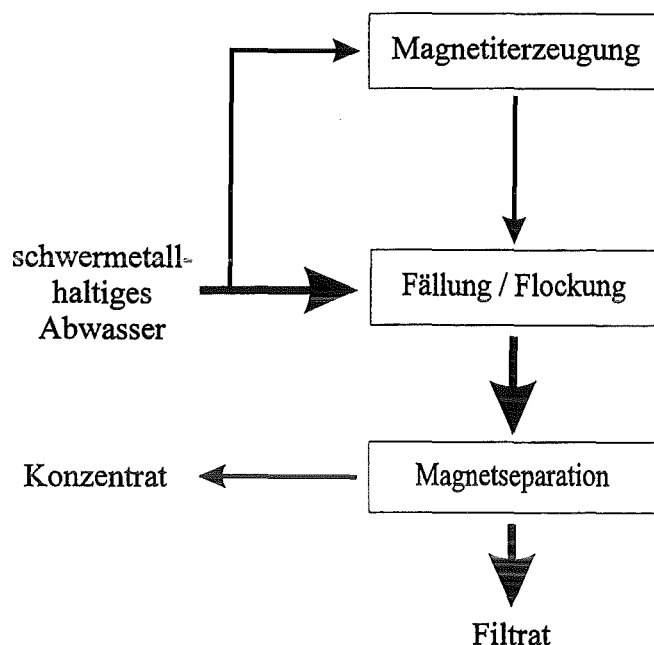 Magnetiterzeugung
schwermetall-
haltiges
Abwasser
Fällung / Flockung
Konzentrat
Magnetseparation
Filtrat